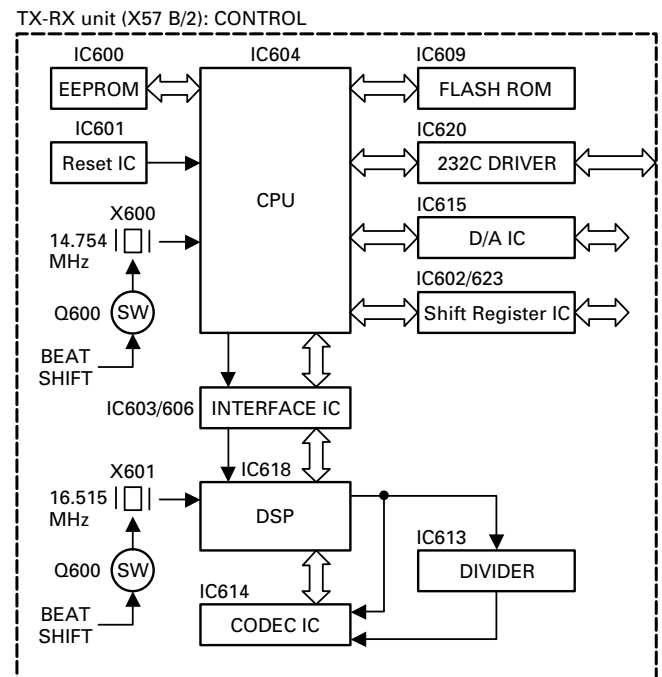 TX-RX unit (X57 B/2): CONTROL
IC600
EEPROM
IC604
CPU
IC609
FLASH ROM
IC601
Reset IC
IC620
232C DRIVER
X600
14.754
MHz
IC615
D/A IC
Q600
SW
IC602/623
Shift Register IC
BEAT
SHIFT
IC603/606
INTERFACE IC
X601
16.515
MHz
IC618
DSP
Q600
SW
IC613
DIVIDER
IC614
CODEC IC
BEAT
SHIFT